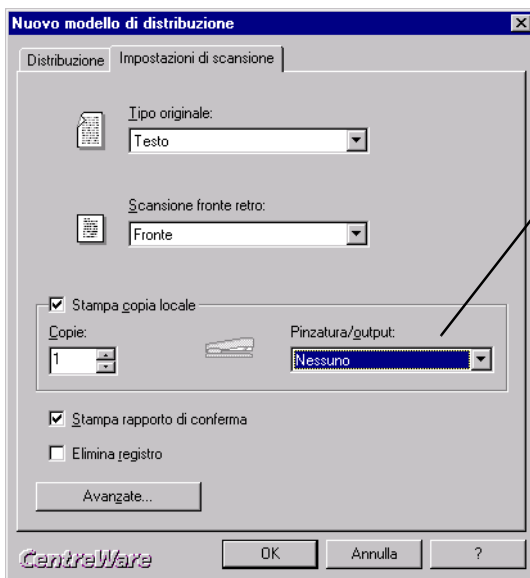 Nuovo modello di distribuzione
Distribuzione
Impostazioni di scansione
Tipo originale:
Testo
Scansione fronte retro:
Fronte
Stampa copia locale
Copie:
Pinzatura/output:
1
Nessuno
Stampa rapporto di conferma
Elimina registro
Avanzate...
CentreWare
OK
Annulla
?